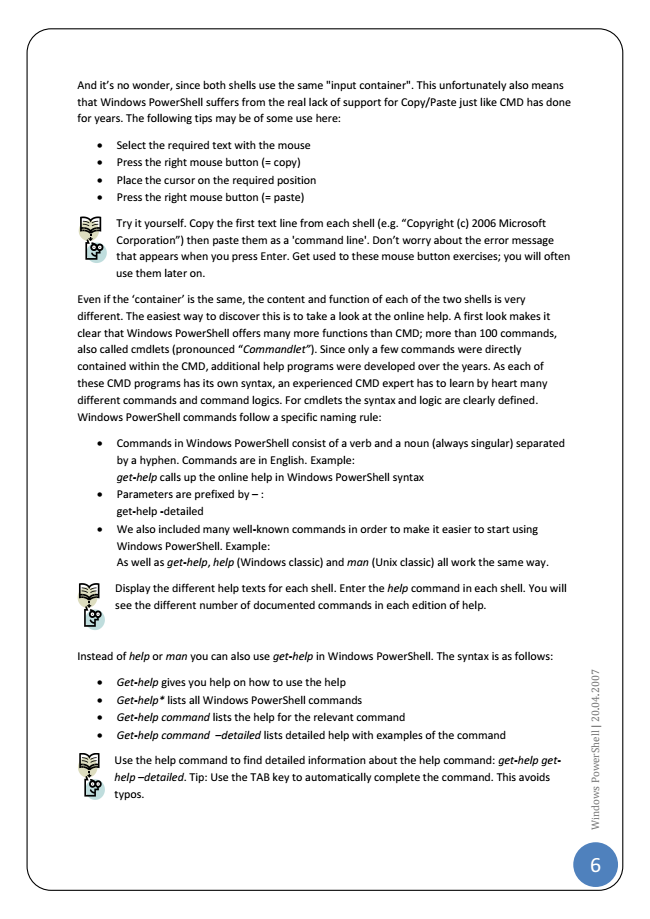 And it's no wonder, since both shells use the same "input container". This unfortunately also means
that Windows PowerShell suffers from the real lack of support for Copy/Paste just like CMD has done
for years. The following tips may be of some use here:
• Select the required text with the mouse
• Press the right mouse button (= copy)
• Place the cursor on the required position
• Press the right mouse button (= paste)
Try it yourself. Copy the first text line from each shell (e.g. “Copyright (c) 2006 Microsoft
Corporation”) then paste them as a 'command line'. Don’t worry about the error message
that appears when you press Enter. Get used to these mouse button exercises; you will often
use them later on.
Even if the ‘container’ is the same, the content and function of each of the two shells is very
different. The easiest way to discover this is to take a look at the online help. A first look makes it
clear that Windows PowerShell offers many more functions than CMD; more than 100 commands,
also called cmdlets (pronounced “Commandlet”). Since only a few commands were directly
contained within the CMD, additional help programs were developed over the years. As each of
these CMD programs has its own syntax, an experienced CMD expert has to learn by heart many
different commands and command logics. For cmdlets the syntax and logic are clearly defined.
Windows PowerShell commands follow a specific naming rule:
• Commands in Windows PowerShell consist of a verb and a noun (always singular) separated
by a hyphen. Commands are in English. Example:
get-help calls up the online help in Windows PowerShell syntax
• Parameters are prefixed by – :
get-help -detailed
• We also included many well-known commands in order to make it easier to start using
Windows PowerShell. Example:
As well as get-help, help (Windows classic) and man (Unix classic) all work the same way.
Display the different help texts for each shell. Enter the help command in each shell. You will
see the different number of documented commands in each edition of help.
Instead of help or man you can also use get-help in Windows PowerShell. The syntax is as follows:
• Get-help gives you help on how to use the help
• Get-help* lists all Windows PowerShell commands
• Get-help command lists the help for the relevant command
• Get-help command –detailed lists detailed help with examples of the command
Use the help command to find detailed information about the help command: get-help get-
help –detailed. Tip: Use the TAB key to automatically complete the command. This avoids
typos.
Windows PowerShell | 20.04.2007
6